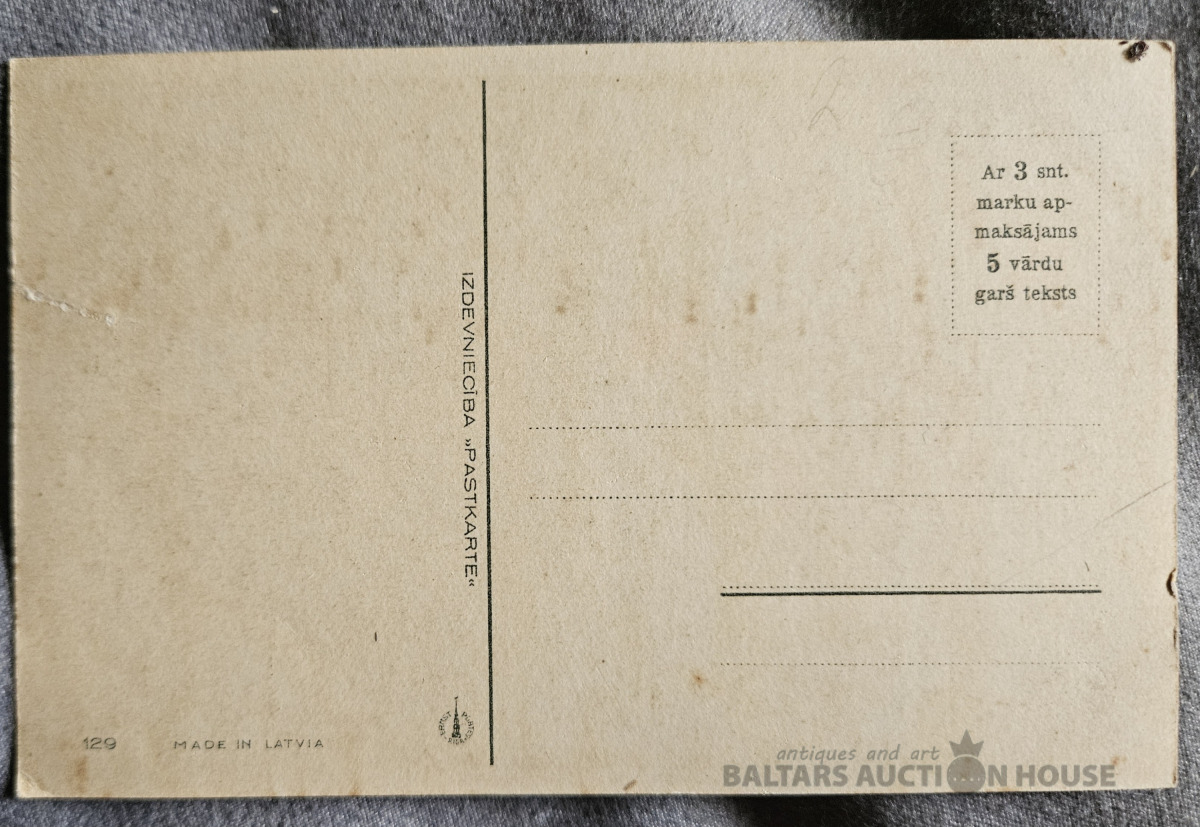 Ar 3 snt.
marku ap-
maksājams
5 vārdu
garš teksts
IZDEVNIECĪBA „PASTKARTE“
129
MADE IN LATVIA
RĪGA
antiques and art
BALTARS AUCTION HOUSE